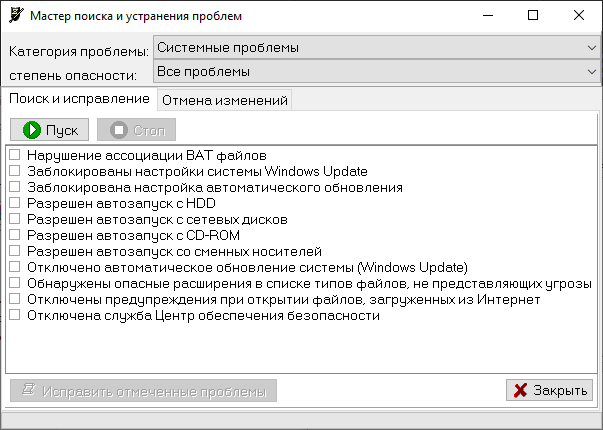 Мастер поиска и устранения проблем
Категория проблемы: Системные проблемы
степень опасности: Все проблемы
Поиск и исправление Отмена изменений
Пуск Стоп
Нарушение ассоциации BAT файлов
Заблокированы настройки системы Windows Update
Заблокирована настройка автоматического обновления
Разрешен автозапуск с HDD
Разрешен автозапуск с сетевых дисков
Разрешен автозапуск с CD-ROM
Разрешен автозапуск со сменных носителей
Отключено автоматическое обновление системы (Windows Update)
Обнаружены опасные расширения в списке типов файлов, не представляющих угрозы
Отключены предупреждения при открытии файлов, загруженных из Интернет
Отключена служба Центр обеспечения безопасности
Исправить отмеченные проблемы Закрыть